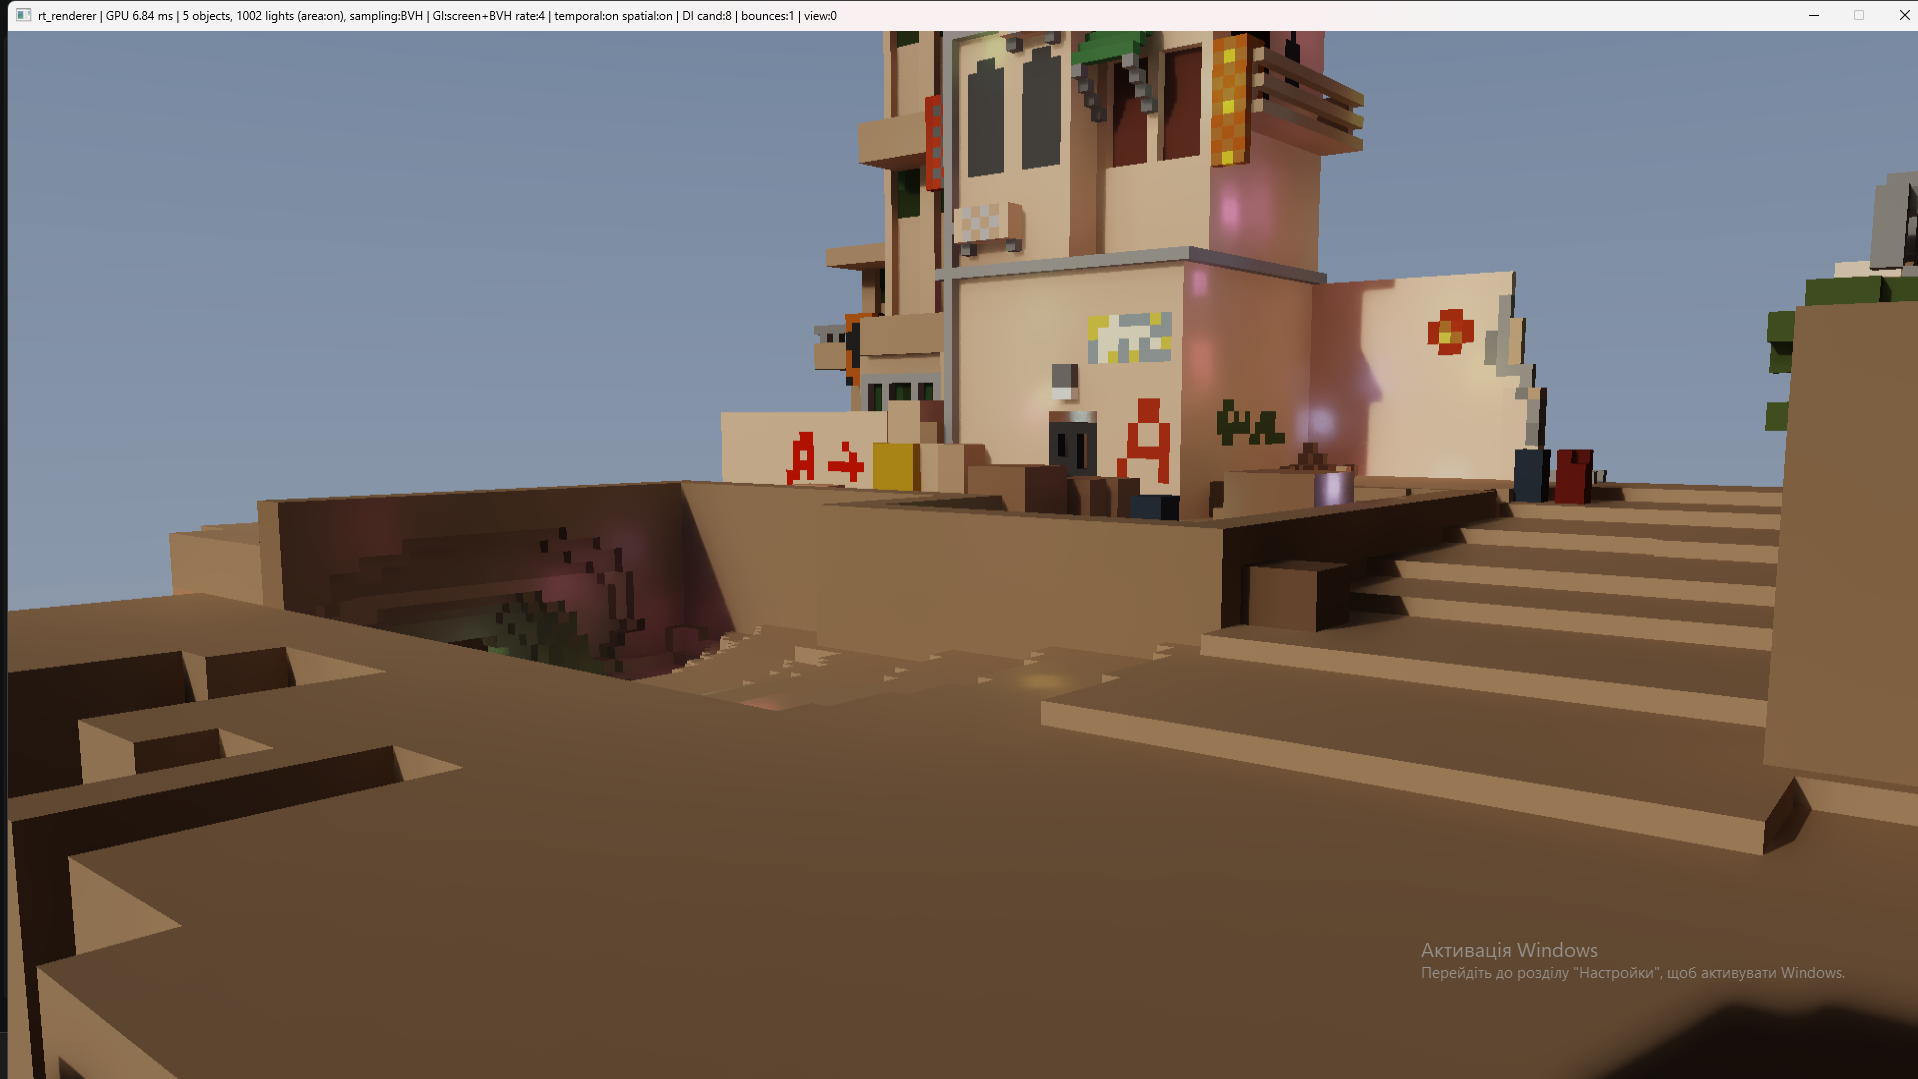 rt_renderer | GPU 6.84 ms | 5 objects, 1002 lights (area:on), sampling:BVH | GI:screen+BVH rate:4 | temporal:on spatial:on | DI cand:8 | bounces:1 | view:0
Активація Windows
Перейдіть до розділу "Настройки", щоб активувати Windows.